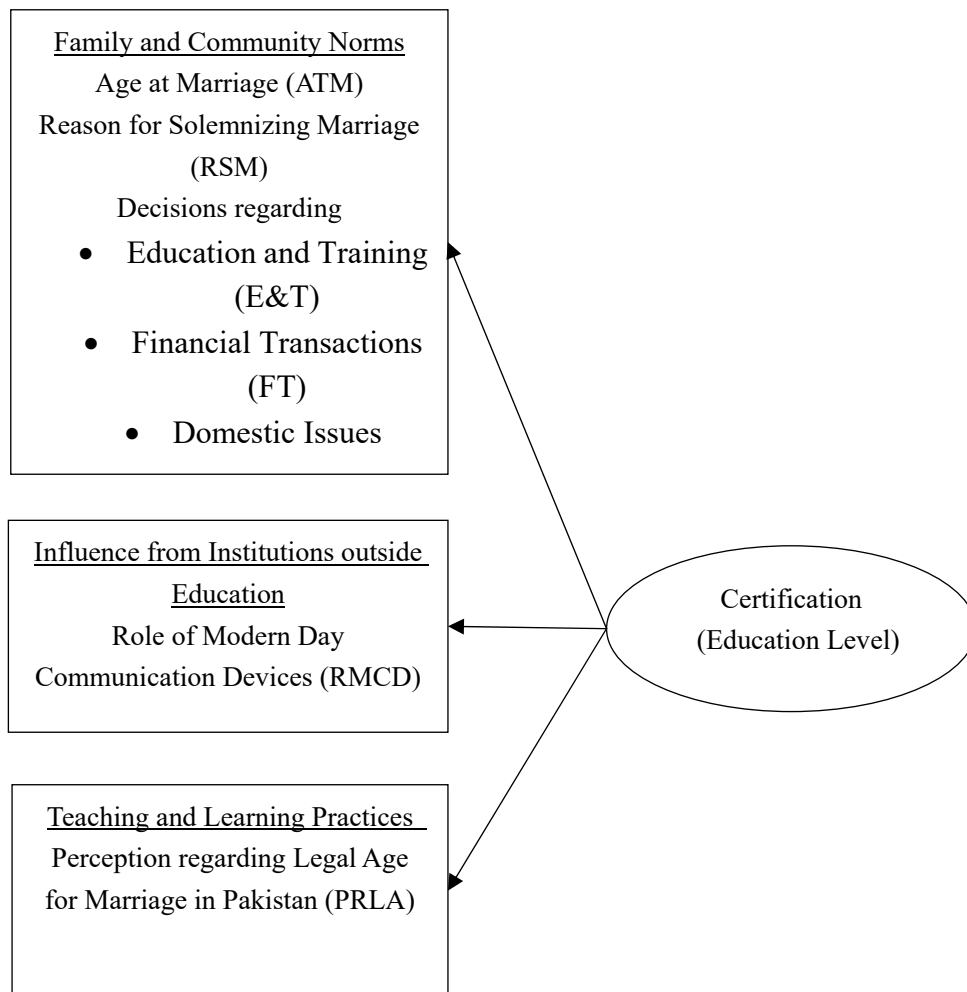 Family and Community Norms
Age at Marriage (ATM)
Reason for Solemnizing Marriage
(RSM)
Decisions regarding
• Education and Training
(E&T)
• Financial Transactions
(FT)
• Domestic Issues
Influence from Institutions outside
Education
Role of Modern Day
Communication Devices (RMCD)
Teaching and Learning Practices
Perception regarding Legal Age
for Marriage in Pakistan (PRLA)
Certification
(Education Level)